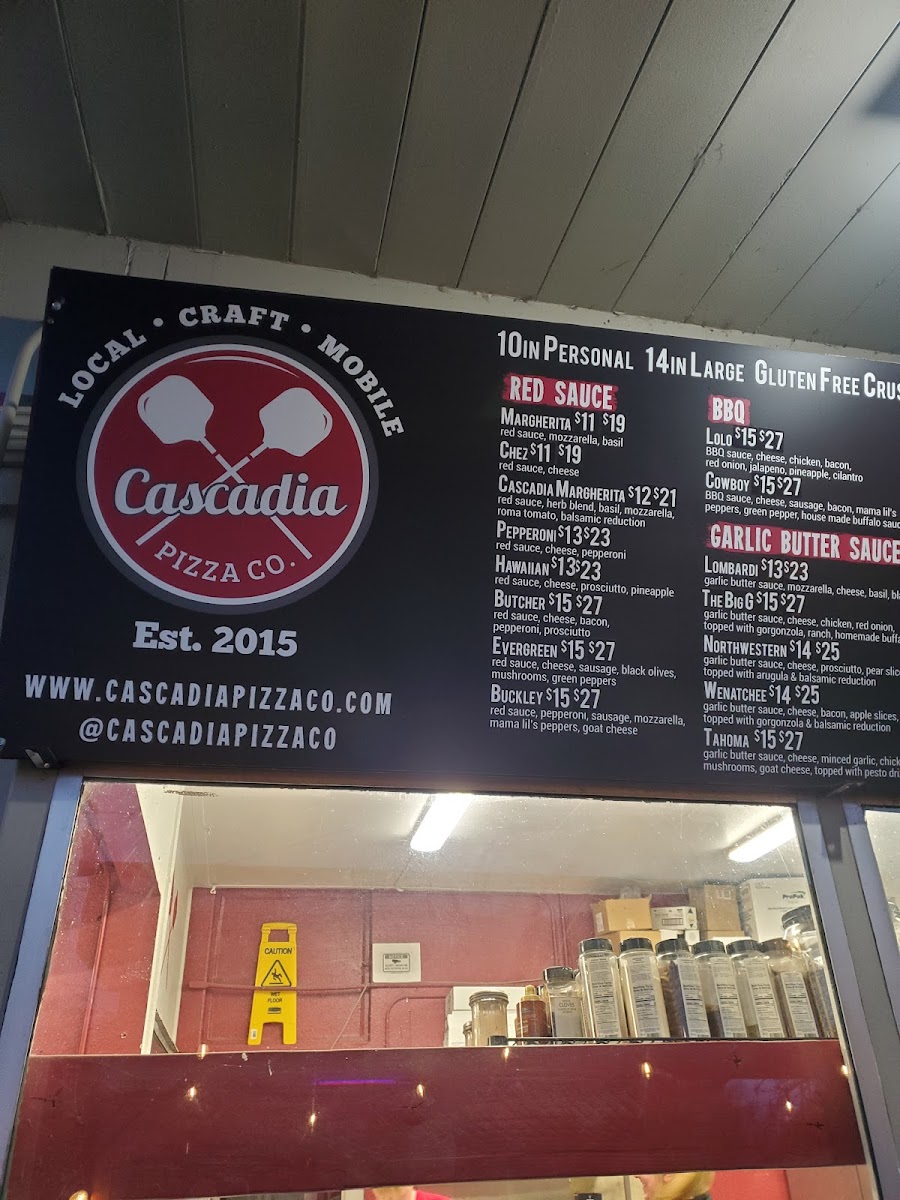 LOCAL • CRAFT • MOBILE
Cascadia
PIZZA CO.
Est. 2015
WWW.CASCADIAPIZZACO.COM
@CASCADIAPIZZACO
10IN PERSONAL 14IN LARGE GLUTEN FREE
RED SAUCE
MARGHERITA $11 $19
red sauce, mozzarella, basil
CHEZ $11 $19
red sauce, cheese
CASCADIA MARGHERITA $12 $21
red sauce, herb blend, basil, mozzarella,
roma tomato, balsamic reduction
PEPPERONI $13 $23
red sauce, cheese, pepperoni
HAWAIIAN $13 $23
red sauce, cheese, prosciutto, pineapple
BUTCHER $15 $27
red sauce, cheese, bacon,
pepperoni, prosciutto
EVERGREEN $15 $27
red sauce, cheese, sausage, black olives,
mushrooms, green peppers
BUCKLEY $15 $27
red sauce, pepperoni, sausage, mozzarella,
mama lil's peppers, goat cheese
BBQ
LOLO $15 $27
BBQ sauce, cheese, chicken, bacon,
red onion, jalapeno, pineapple, cilantro
COWBOY $15 $27
BBQ sauce, cheese, sausage, bacon, mama lil's
peppers, green pepper, house made buffalo
GARLIC BUTTER SAUCE
LOMBARDI $13 $23
garlic butter sauce, mozzarella, cheese, basil,
THE BIG G $15 $27
garlic butter sauce, cheese, chicken, red onion,
topped with gorgonzola, ranch, homemade
NORTHWESTERN $14 $25
garlic butter sauce, cheese, prosciutto, pear
topped with arugula & balsamic reduction
WENATCHEE $14 $25
garlic butter sauce, cheese, bacon, apple slices,
topped with gorgonzola & balsamic reduction
TAHOMA $15 $27
garlic butter sauce, cheese, minced garlic,
mushrooms, goat cheese, topped with pesto
CAUTION
WET
FLOOR
ProPak